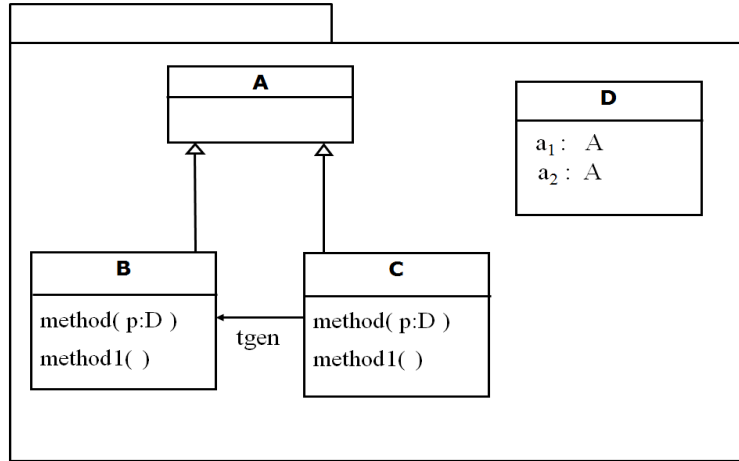 A
D
a₁ : A
a₂ : A
B
method( p:D )
method1( )
tgen
C
method( p:D )
method1( )